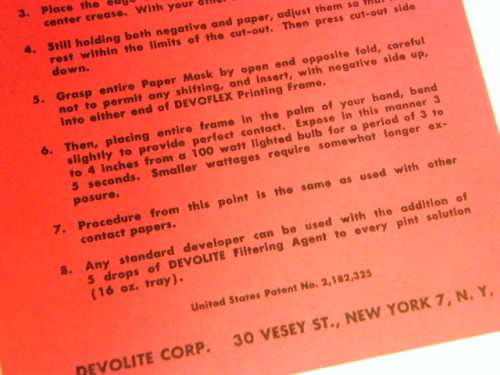 3. Place the edge
center crease. With your other
4. Still holding both negative and paper, adjust them so that
rest within the limits of the cut-out. Then press cut-out side
down.
5. Grasp entire Paper Mask by open end opposite fold, careful
not to permit any shifting, and insert, with negative side up,
into either end of DEVOFLEX Printing Frame.
6. Then, placing entire frame in the palm of your hand, bend
slightly to provide perfect contact. Expose in this manner 3
to 4 inches from a 100 watt lighted bulb for a period of 3 to
5 seconds. Smaller wattages require somewhat longer ex-
posure.
7. Procedure from this point is the same as used with other
contact papers.
8. Any standard developer can be used with the addition of
5 drops of DEVOLITE Filtering Agent to every pint solution
(16 oz. tray).
United States Patent No. 2,182,325
DEVOLITE CORP. 30 VESEY ST., NEW YORK 7, N. Y.